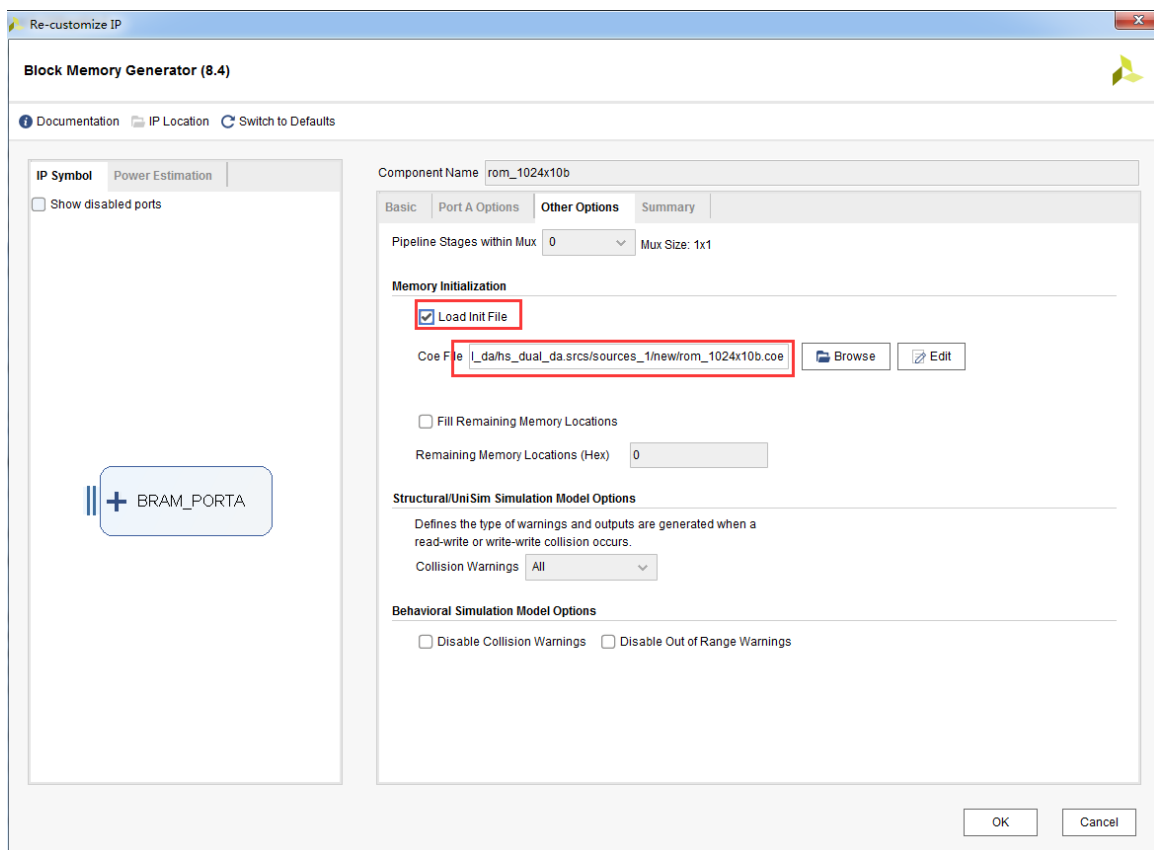 Re-customize IP
Block Memory Generator (8.4)
Documentation IP Location Switch to Defaults
IP Symbol Power Estimation
Show disabled ports
BRAM_PORTA
Component Name rom_1024x10b
Basic Port A Options Other Options Summary
Pipeline Stages within Mux 0 Mux Size: 1x1
Memory Initialization
Load Init File
Coe File l_da/hs_dual_da.srcs/sources_1/new/rom_1024x10b.coe Browse Edit
Fill Remaining Memory Locations
Remaining Memory Locations (Hex) 0
Structural/UniSim Simulation Model Options
Defines the type of warnings and outputs are generated when a
read-write or write-write collision occurs.
Collision Warnings All
Behavioral Simulation Model Options
Disable Collision Warnings Disable Out of Range Warnings
OK Cancel